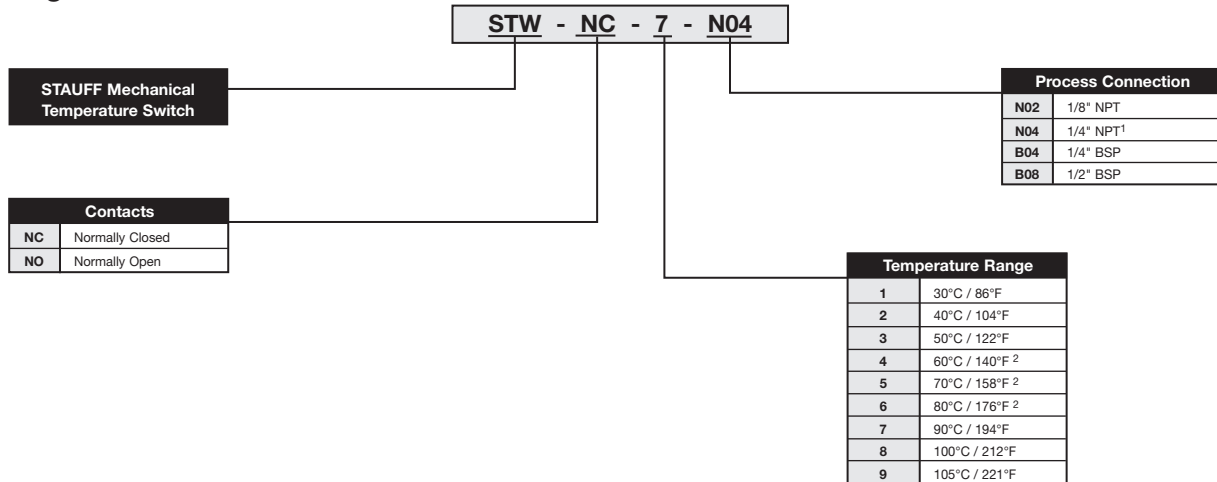 STW - NC - 7 - N04
STAUFF Mechanical
Temperature Switch
Process Connection
N02 1/8" NPT
N04 1/4" NPT¹
B04 1/4" BSP
B08 1/2" BSP
Contacts
NC Normally Closed
NO Normally Open
Temperature Range
1 30°C / 86°F
2 40°C / 104°F
3 50°C / 122°F
4 60°C / 140°F ²
5 70°C / 158°F ²
6 80°C / 176°F ²
7 90°C / 194°F
8 100°C / 212°F
9 105°C / 221°F